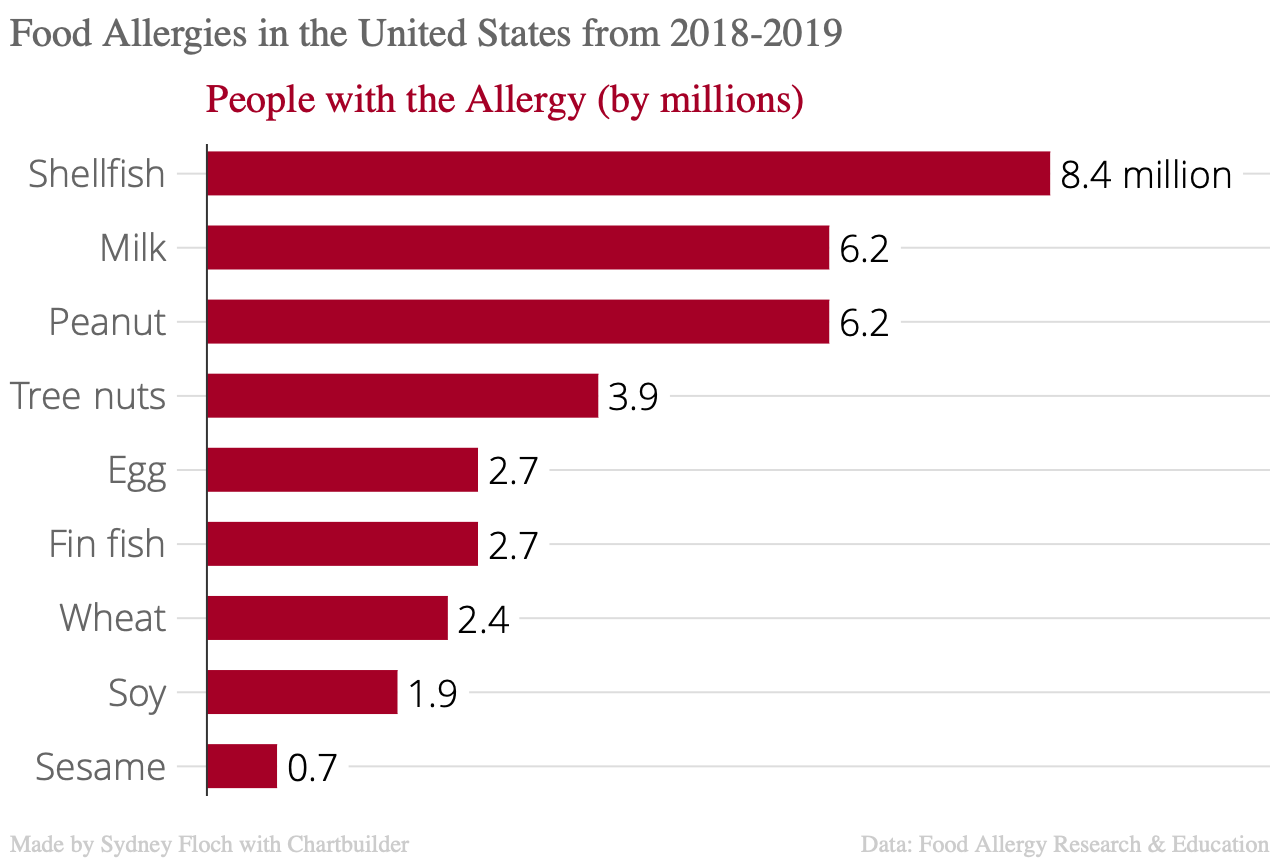 Food Allergies in the United States from 2018-2019
People with the Allergy (by millions)
Shellfish 8.4 million
Milk 6.2
Peanut 6.2
Tree nuts 3.9
Egg 2.7
Fin fish 2.7
Wheat 2.4
Soy 1.9
Sesame 0.7
Made by Sydney Floch with Chartbuilder Data: Food Allergy Research & Education